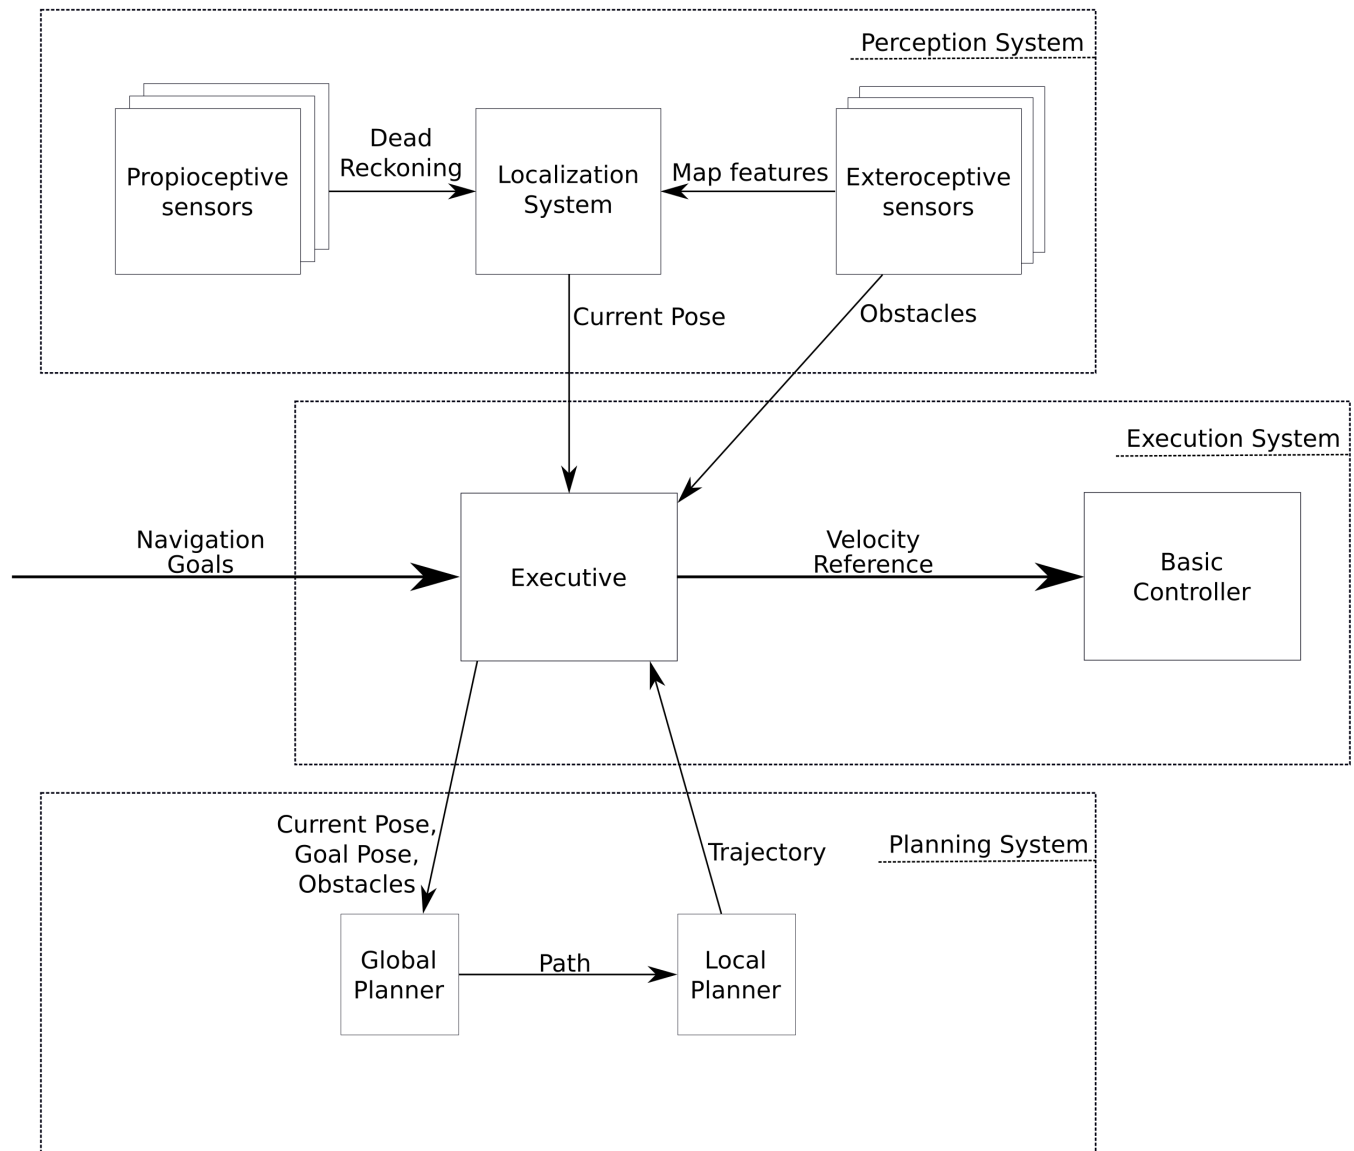 Perception System
Dead
Reckoning
Propioceptive
sensors
Localization
System
Map features
Exteroceptive
sensors
Current Pose
Obstacles
Execution System
Navigation
Goals
Executive
Velocity
Reference
Basic
Controller
Current Pose,
Goal Pose,
Obstacles
Trajectory
Planning System
Global
Planner
Path
Local
Planner